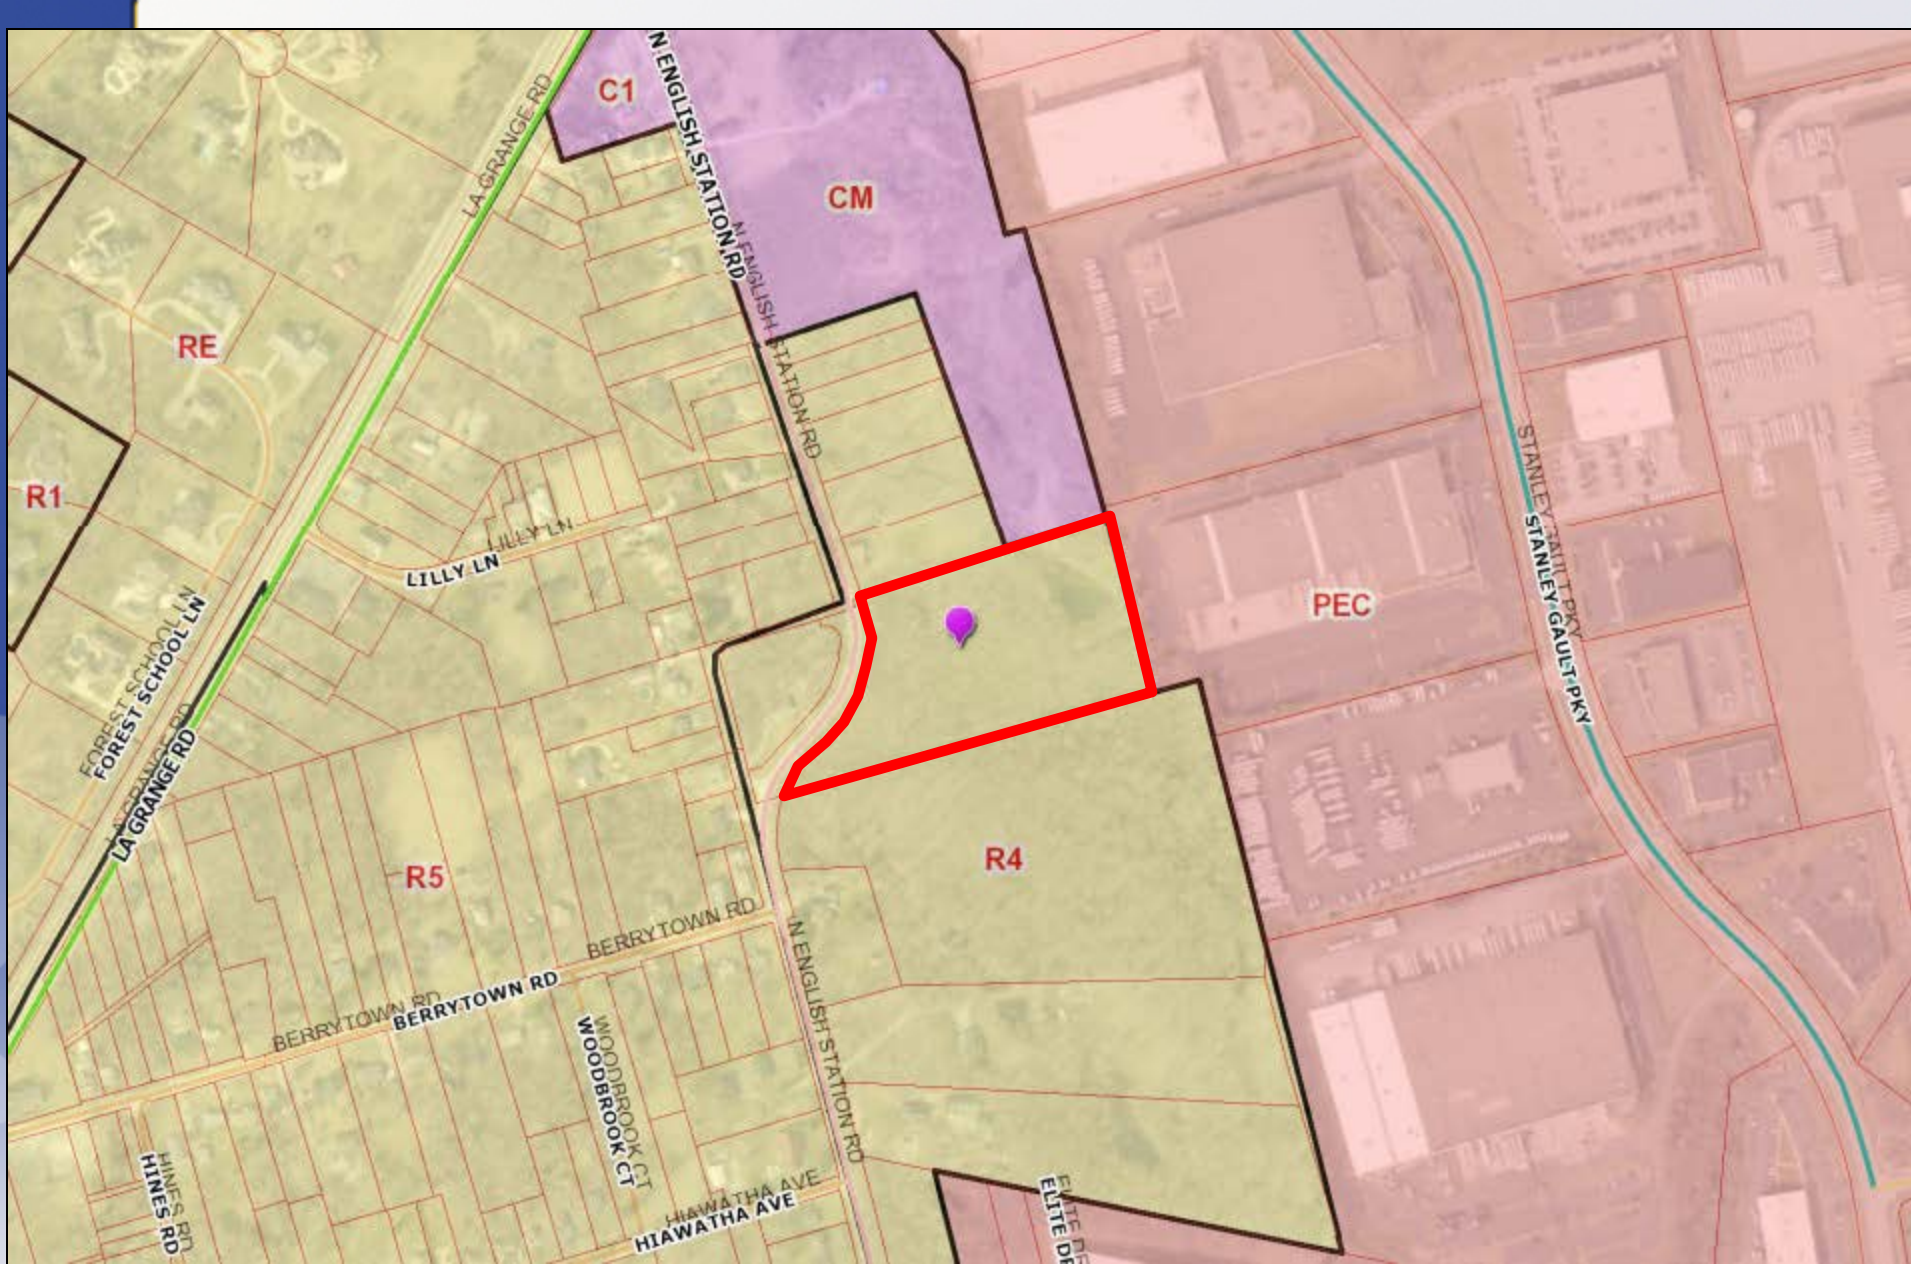 C1
N ENGLISH STATION RD
LA GRANGE RD
CM
N ENGLISH STATION RD
RE
STANLEY GAULT PKY
STANLEY GAULT PKY
R1
LILLY LN
LILLY LN
FOREST SCHOOL LN
FOREST SCHOOL LN
PEC
LA GRANGE RD
LA GRANGE RD
R4
R5
BERRYTOWN RD
N ENGLISH STATION RD
BERRYTOWN RD
BERRYTOWN RD
WOODBROOK CT
WOODBROOK CT
HINES RD
HINES RD
HIAWATHA AVE
HIAWATHA AVE
ELITE DR
ELITE DR